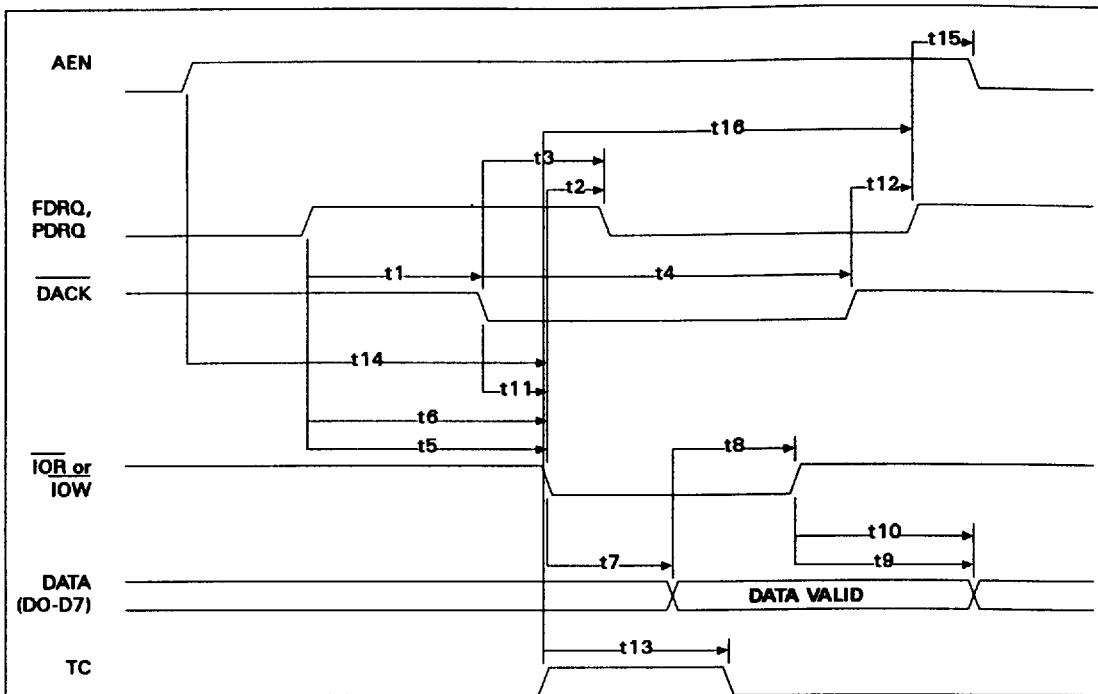 t15
AEN
t16
t3
t2
t12
FDRQ,
PDRQ
t1
t4
DACK
t14
t11
t6
t5
t8
IOR or
IOW
t10
t7
t9
DATA
(DO-D7)
DATA VALID
t13
TC